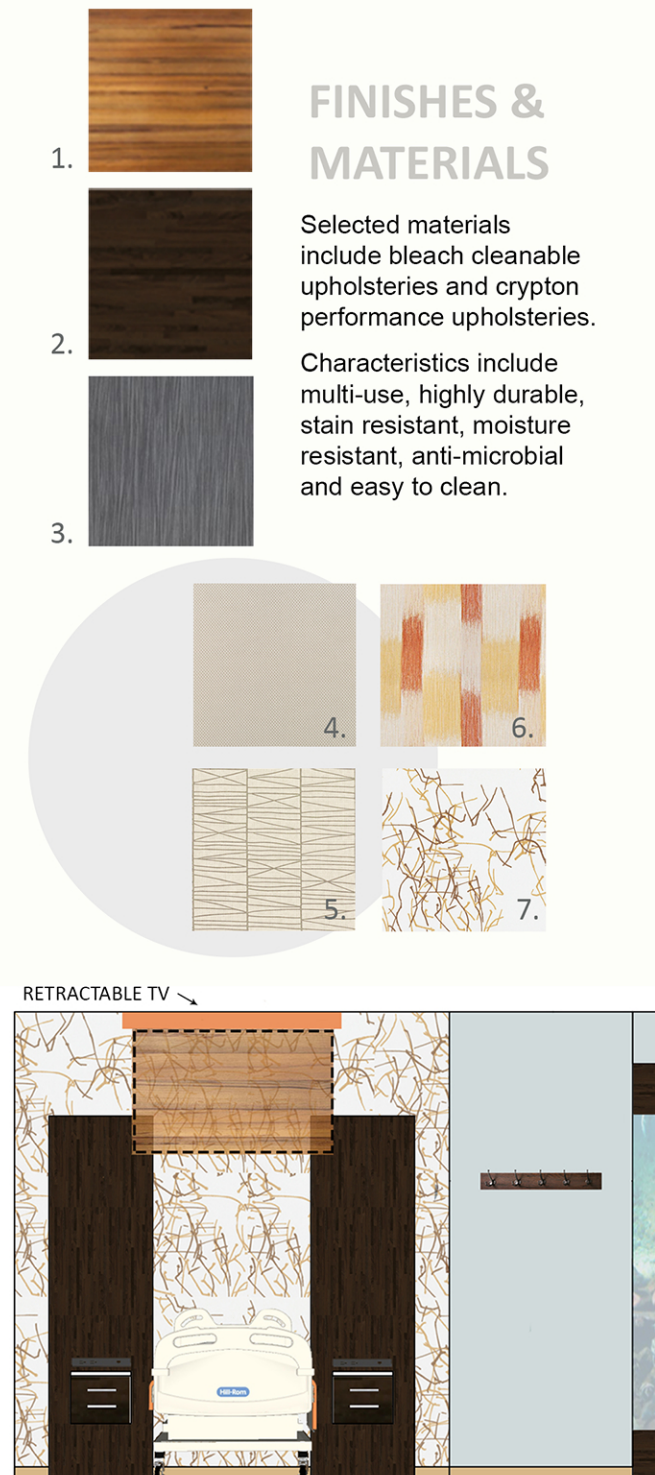 1.
FINISHES &
MATERIALS
2.
Selected materials
include bleach cleanable
upholsteries and crypton
performance upholsteries.
Characteristics include
multi-use, highly durable,
stain resistant, moisture
resistant, anti-microbial
and easy to clean.
3.
4.
6.
5.
7.
RETRACTABLE TV
Hill-Rom